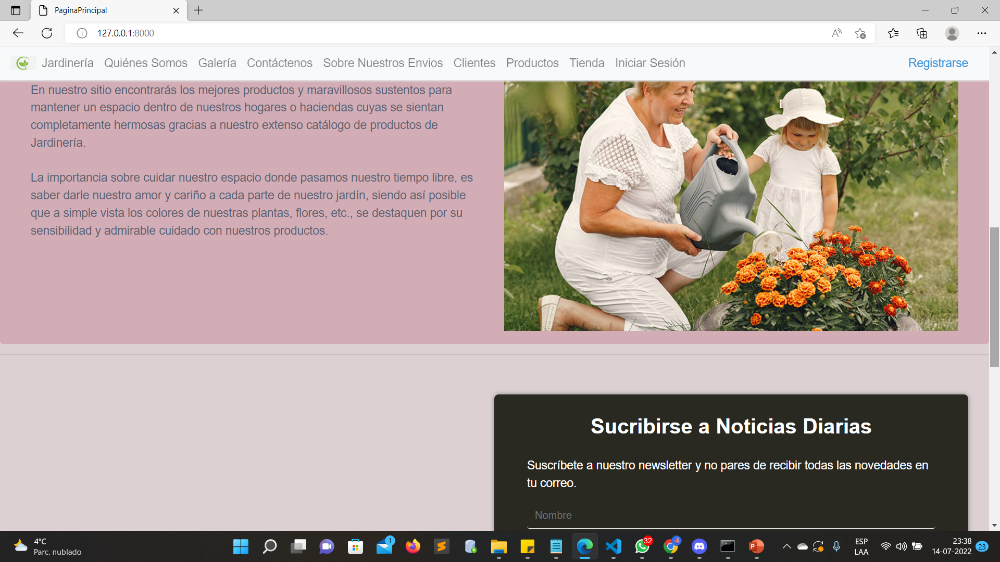 PaginaPrincipal
127.0.0.1:8000
Jardinería Quiénes Somos Galería Contáctenos Sobre Nuestros Envios Clientes Productos Tienda Iniciar Sesión Registrarse
En nuestro sitio encontrarás los mejores productos y maravillosos sustentos para
mantener un espacio dentro de nuestros hogares o haciendas cuyas se sientan
completamente hermosas gracias a nuestro extenso catálogo de productos de
Jardinería.
La importancia sobre cuidar nuestro espacio donde pasamos nuestro tiempo libre, es
saber darle nuestro amor y cariño a cada parte de nuestro jardín, siendo así posible
que a simple vista los colores de nuestras plantas, flores, etc., se destaquen por su
sensibilidad y admirable cuidado con nuestros productos.
Sucribirse a Noticias Diarias
Suscríbete a nuestro newsletter y no pares de recibir todas las novedades en
tu correo.
Nombre
4°C
Parc. nublado
1
32
ESP
LAA
23:38
14-07-2022
23